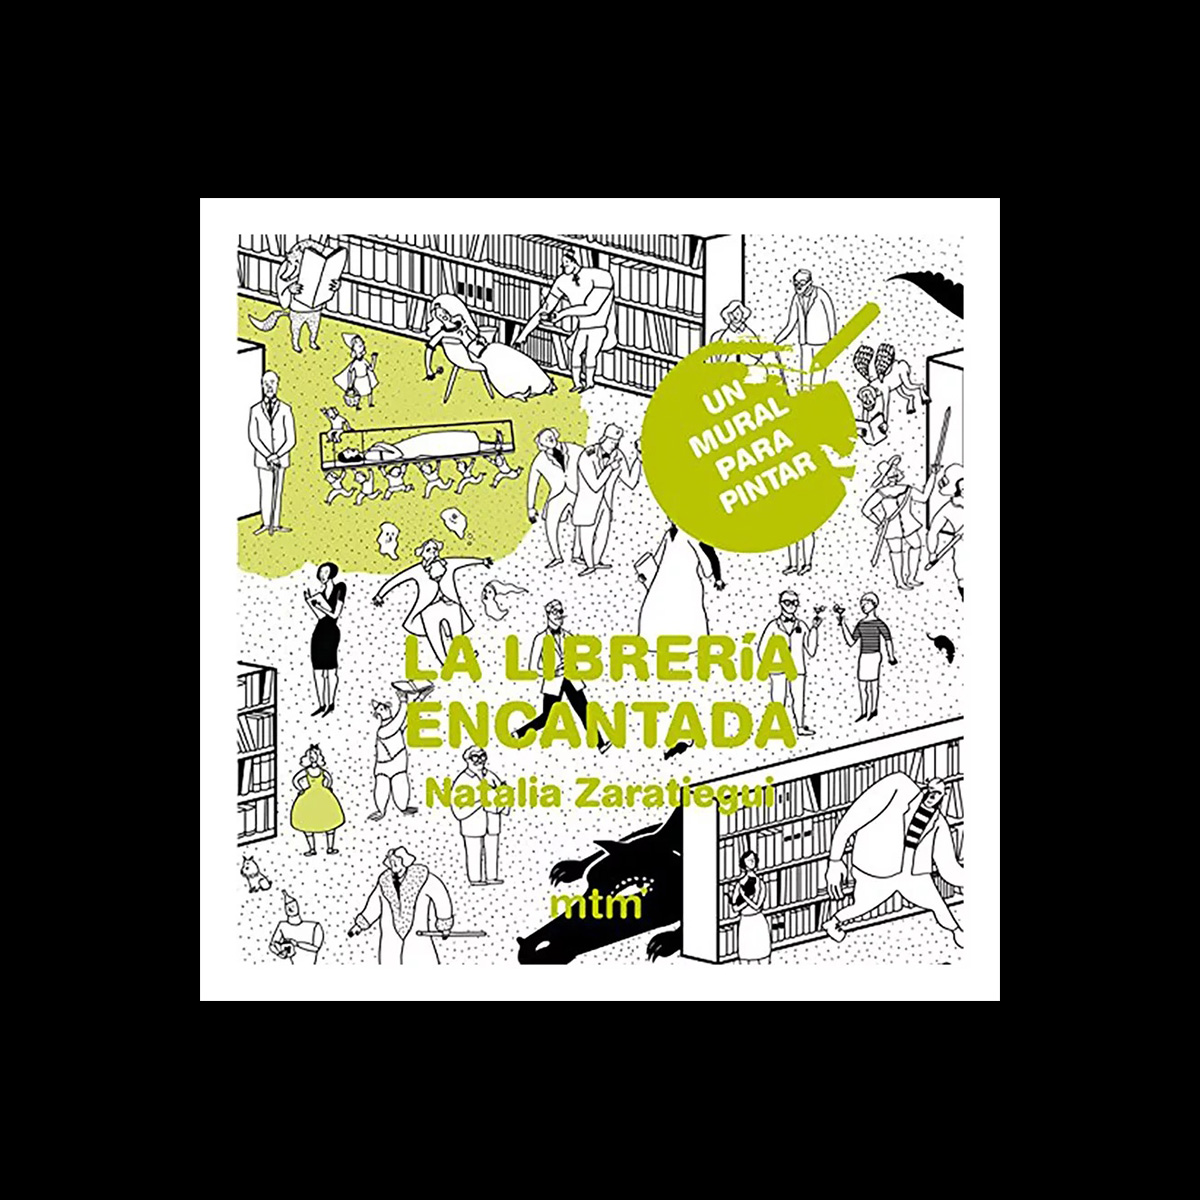 UN
MURAL
PARA
PINTAR
LA LIBRERíA
ENCANTADA
Natalia Zaratiegui
mtm